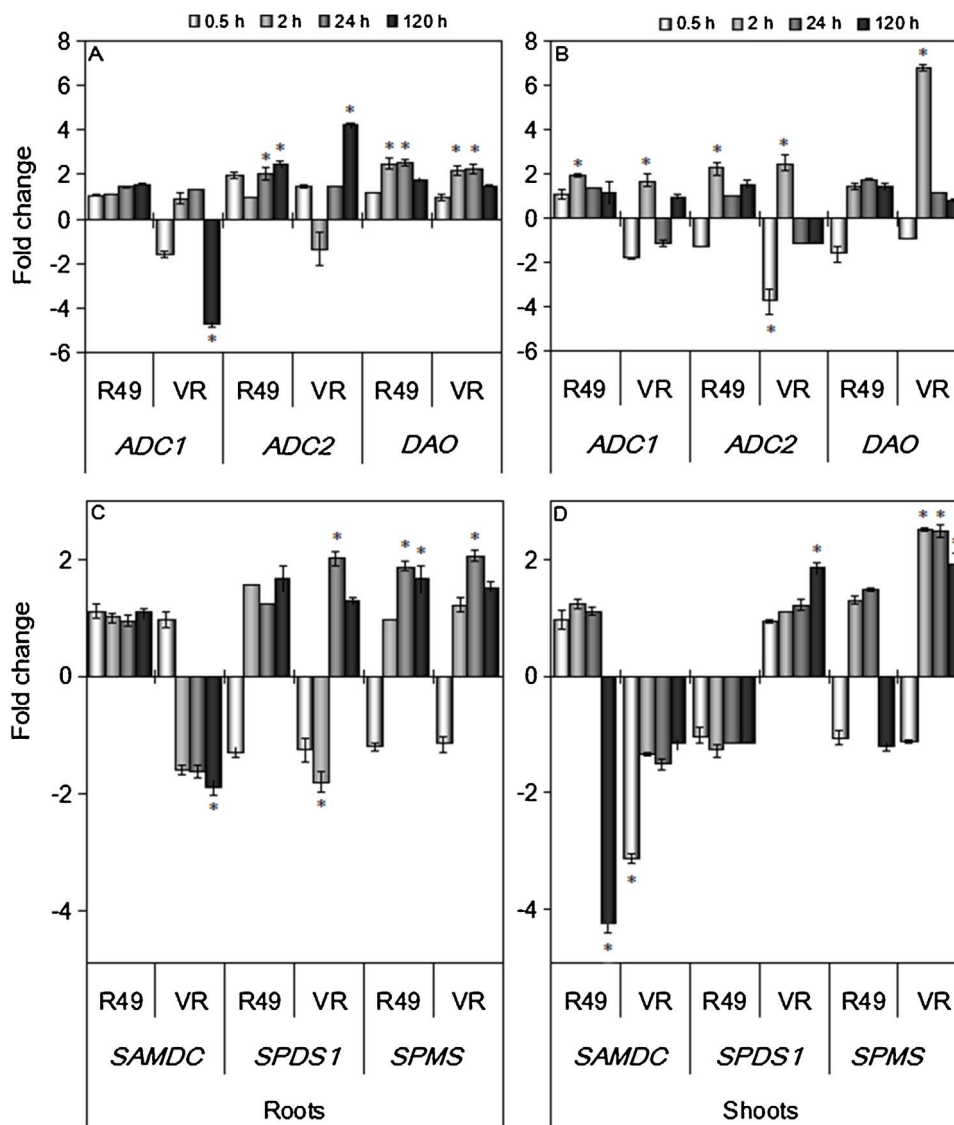 0.5 h 2 h 24 h 120 h
0.5 h 2 h 24 h 120 h
A
B
8
6
4
2
0
-2
-4
-6
Fold change
8
6
4
2
0
-2
-4
-6
* * * * * * * * *
* * * * * *
R49 VR R49 VR R49 VR
ADC1 ADC2 DAO
R49 VR R49 VR R49 VR
ADC1 ADC2 DAO
C
D
2
0
-2
-4
Fold change
2
0
-2
-4
* * * * * *
* * * * * *
R49 VR R49 VR R49 VR
SAMDC SPDS1 SPMS
Roots
R49 VR R49 VR R49 VR
SAMDC SPDS1 SPMS
Shoots